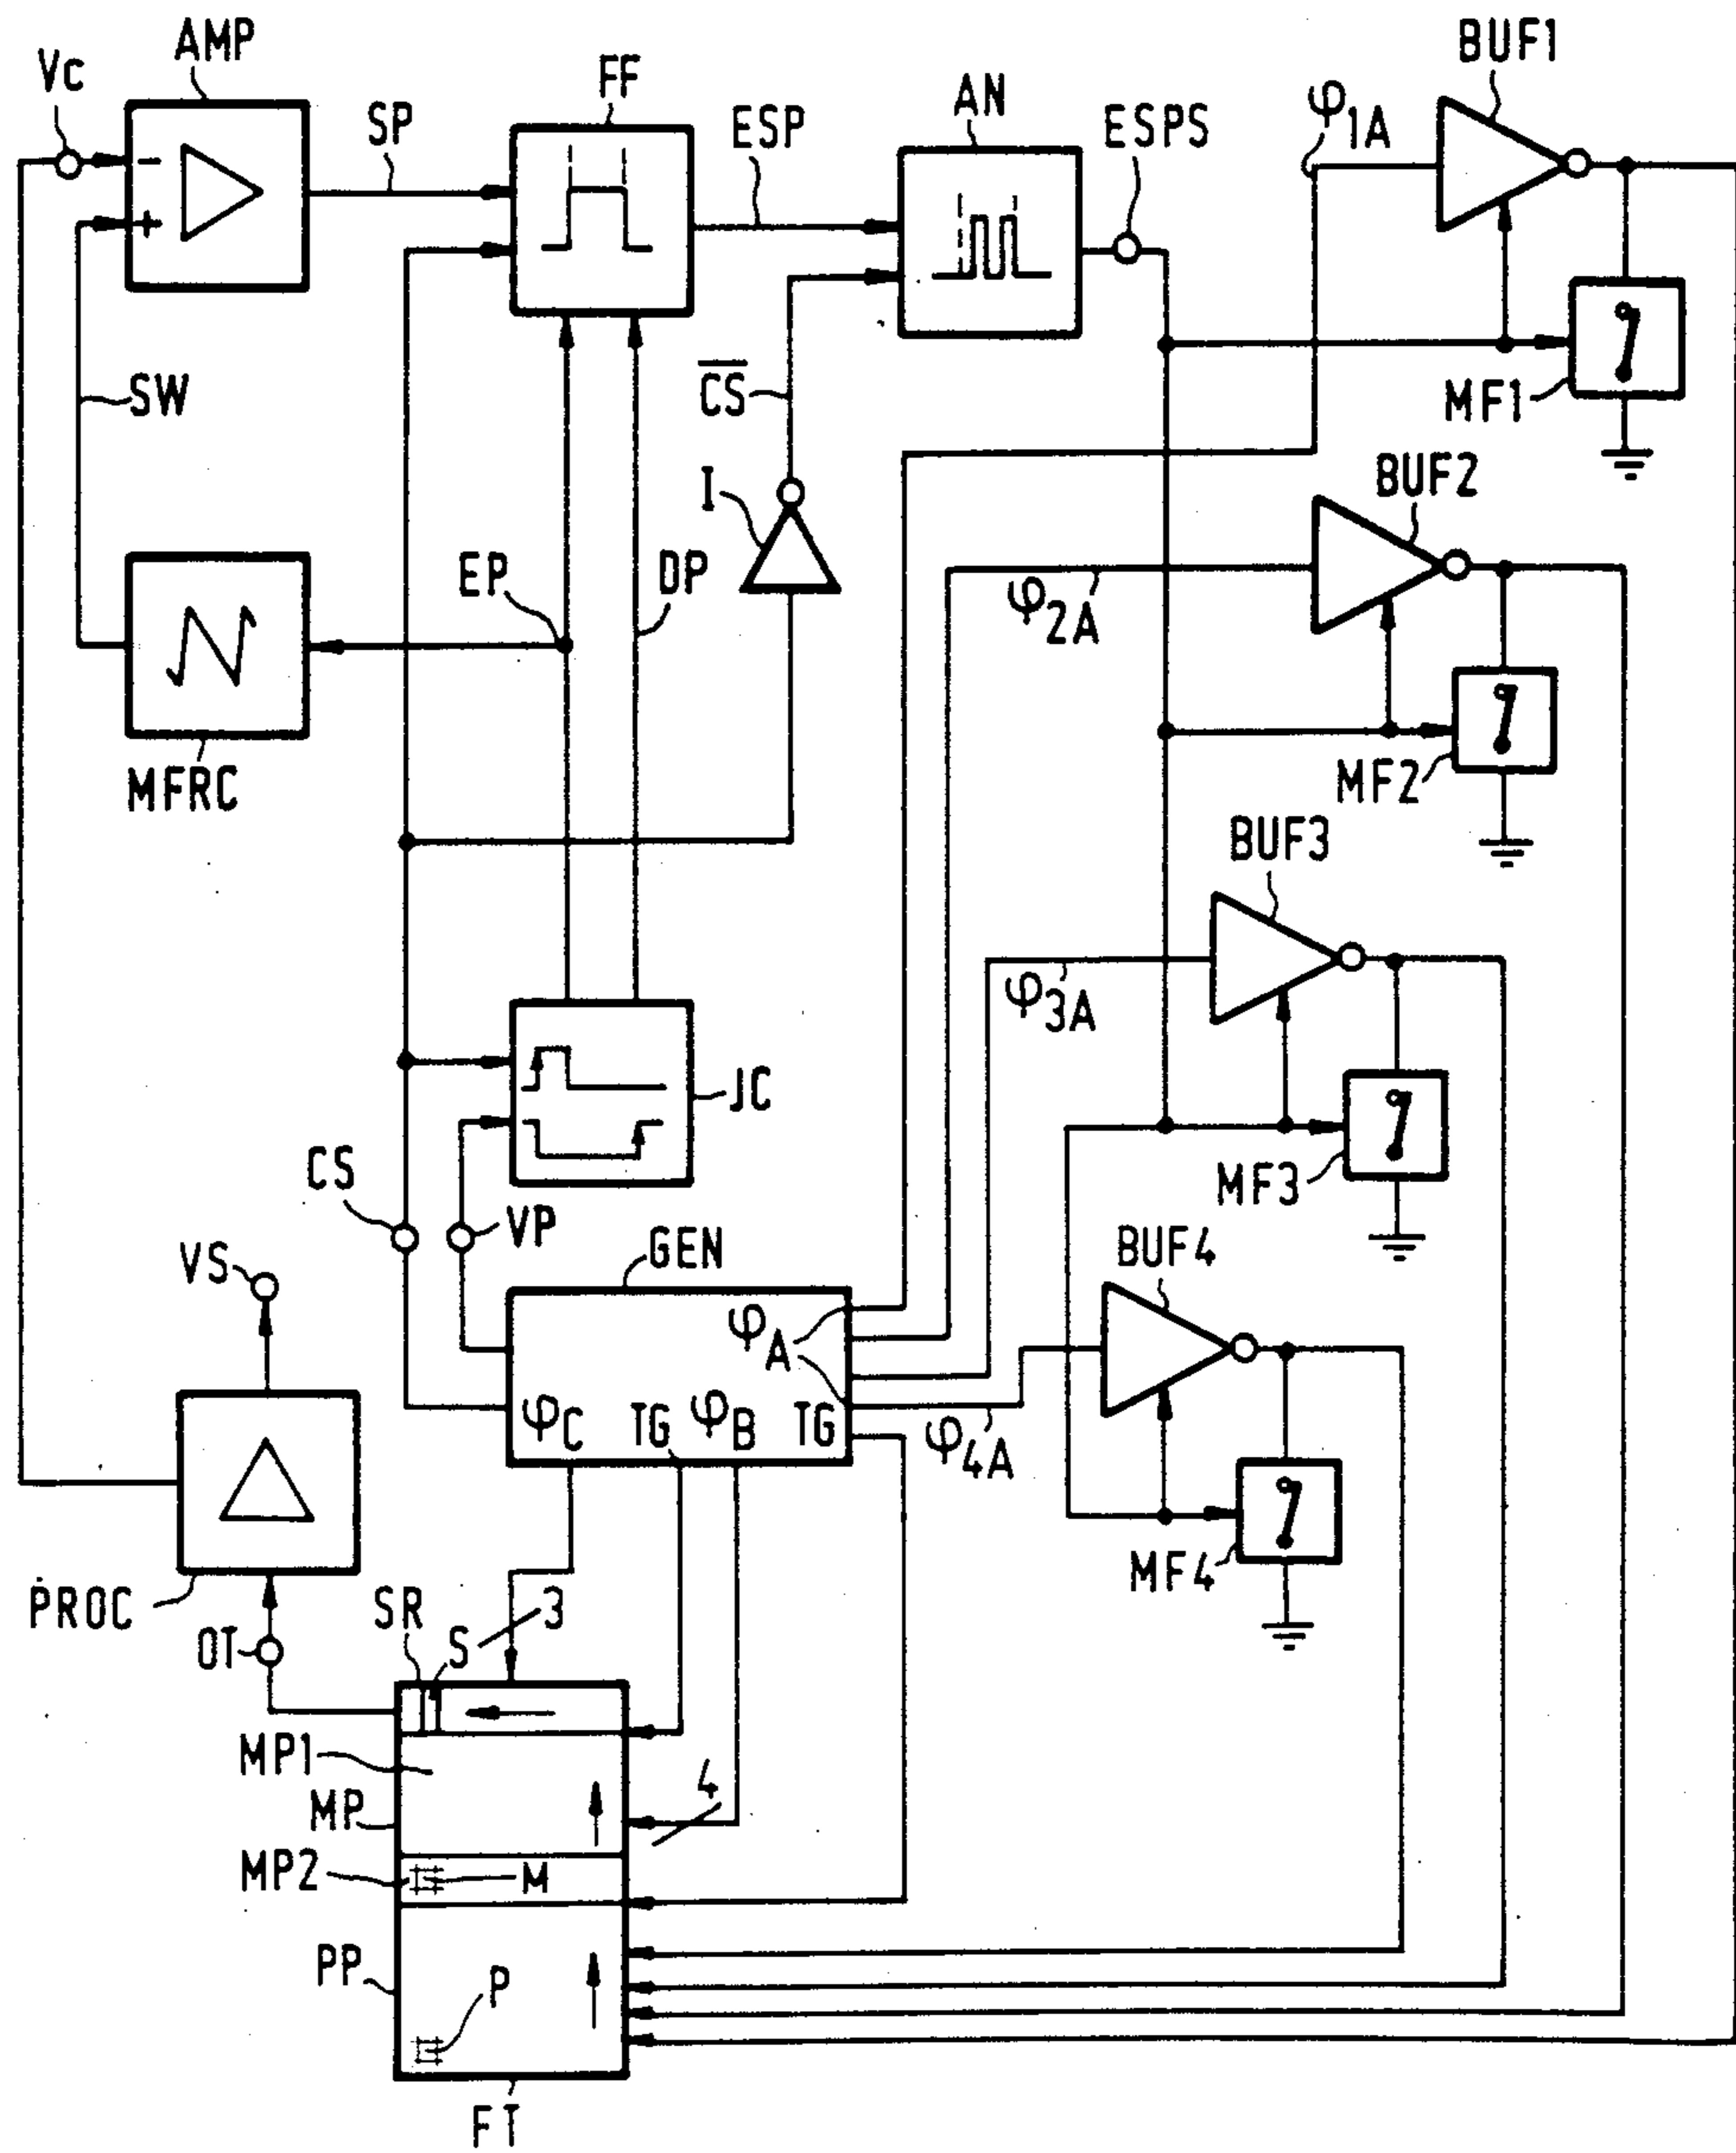 AMP
BUF1
Vc
FF
AN
SP
ESP
ESPS
φ1A
−
+
SW
C̅S̅
MF1
BUF2
I
EP
DP
φ2A
MFRC
MF2
BUF3
φ3A
JC
CS
VP
MF3
VS
GEN
BUF4
φA
φC
TG
φB
TG
φ4A
PROC
SR
S
3
MF4
OT
MP1
4
MP
MP2
M
PP
P
FT